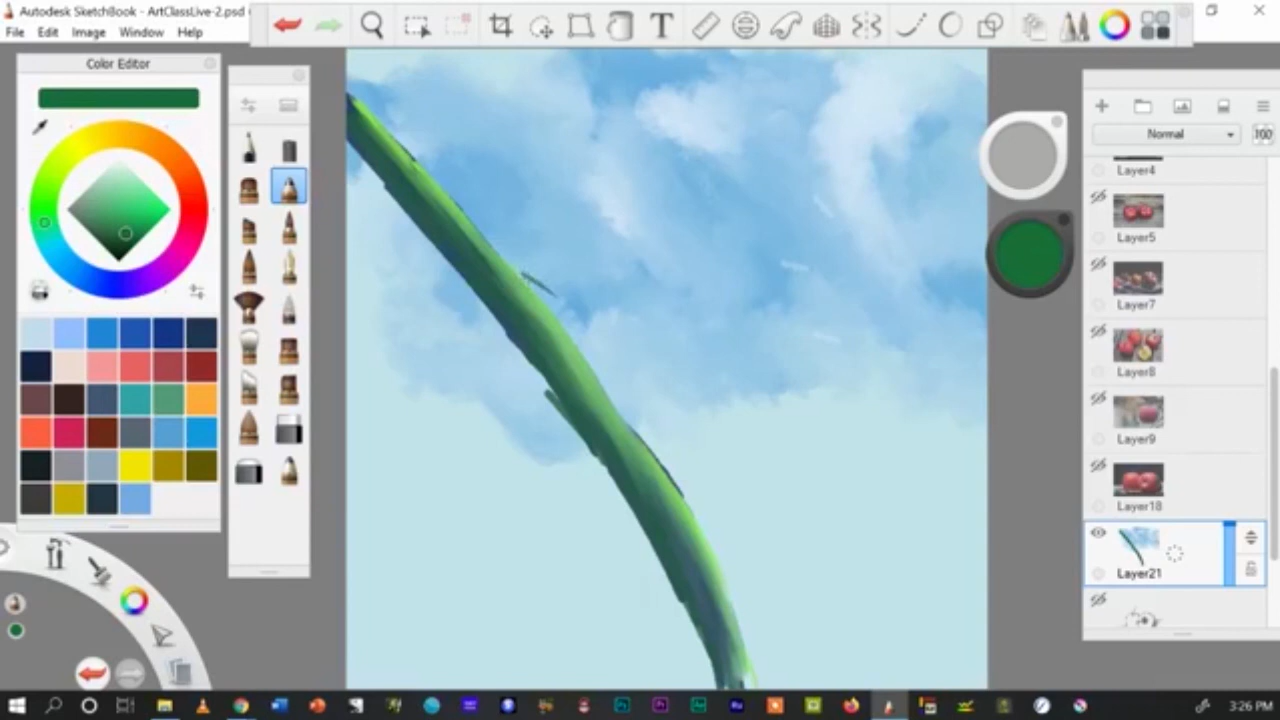 Autodesk SketchBook - ArtClassLive-2.psd
File Edit Image Window Help
Color Editor
T
Normal
100
Layer4
Layer5
Layer7
Layer8
Layer9
Layer18
Layer21
3:26 PM